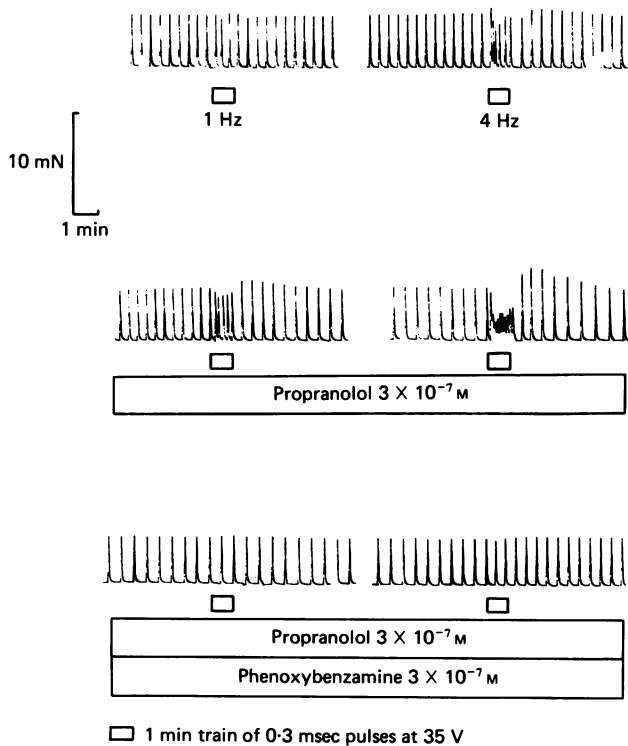 1 Hz
4 Hz
10 mN
1 min
Propranolol 3 × 10⁻⁷ M
Propranolol 3 × 10⁻⁷ M
Phenoxybenzamine 3 × 10⁻⁷ M
1 min train of 0·3 msec pulses at 35 V